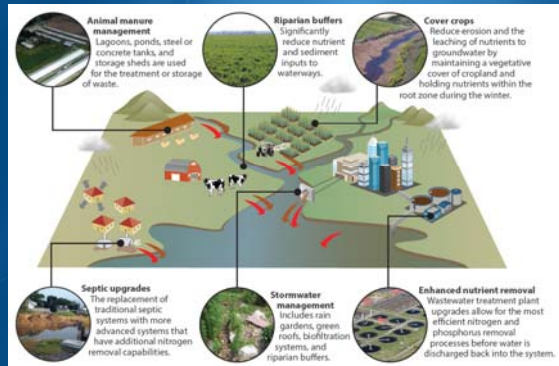 Animal manure
management
Lagoons, ponds, steel or
concrete tanks, and
storage sheds are used
for the treatment or storage
of waste.
Riparian buffers
Significantly
reduce nutrient
and sediment
inputs to
waterways.
Cover crops
Reduce erosion and the
leaching of nutrients to
groundwater by
maintaining a vegetative
cover of cropland and
holding nutrients within the
root zone during the winter.
Septic upgrades
The replacement of
traditional septic
systems with more
advanced systems that
have additional nitrogen
removal capabilities.
Stormwater
management
Includes rain
gardens, green
roofs, biofiltration
systems, and
riparian buffers.
Enhanced nutrient removal
Wastewater treatment plant
upgrades allow for the most
efficient nitrogen and
phosphorus removal
processes before water is
discharged back into the system.